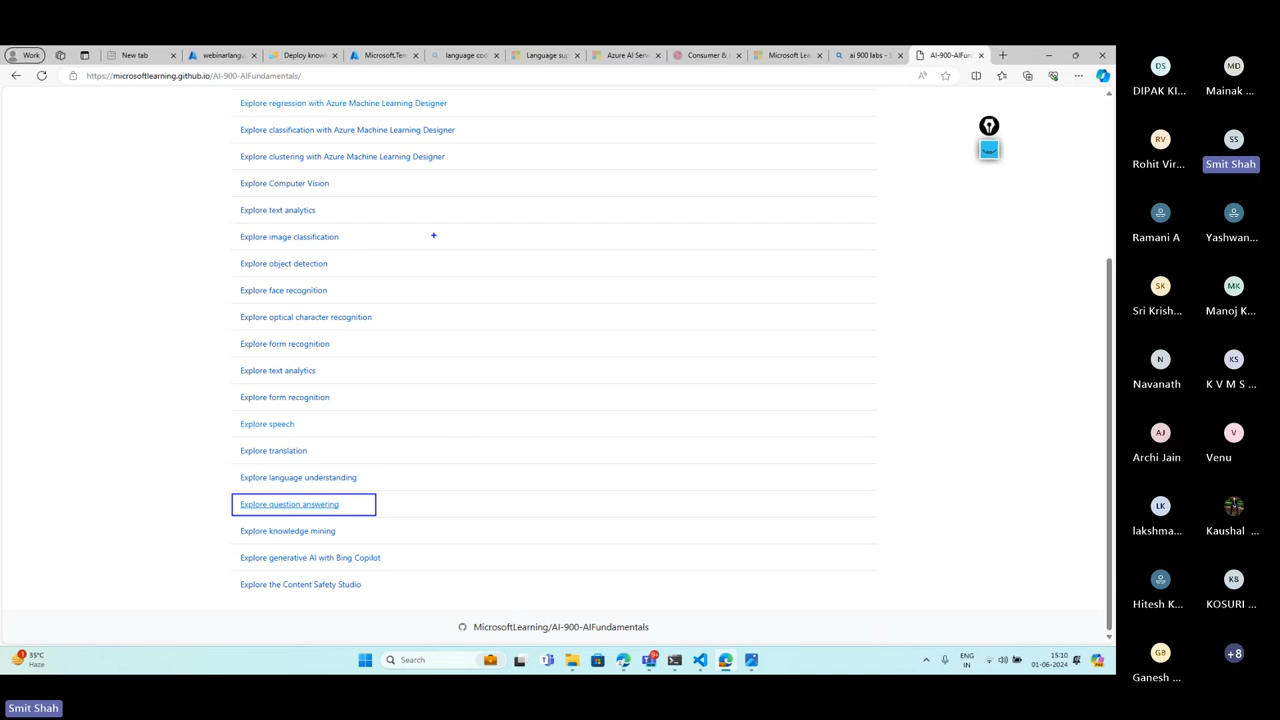 Work
New tab
webinarlang
Deploy know
Microsoft.Te
language co
Language sup
Azure AI Ser
Consumer &
Microsoft Lea
ai 900 labs - S
AI-900-AIFun
https://microsoftlearning.github.io/AI-900-AIFundamentals/
Explore regression with Azure Machine Learning Designer
Explore classification with Azure Machine Learning Designer
Explore clustering with Azure Machine Learning Designer
Explore Computer Vision
Explore text analytics
Explore image classification
Explore object detection
Explore face recognition
Explore optical character recognition
Explore form recognition
Explore text analytics
Explore form recognition
Explore speech
Explore translation
Explore language understanding
Explore question answering
Explore knowledge mining
Explore generative AI with Bing Copilot
Explore the Content Safety Studio
MicrosoftLearning/AI-900-AIFundamentals
35°C
Haze
Search
ENG
IN
15:10
01-06-2024
DS
DIPAK KI...
MD
Mainak ...
RV
Rohit Vir...
SS
Smit Shah
Ramani A
Yashwan...
SK
Sri Krish...
MK
Manoj K...
N
Navanath
KS
K V M S ...
AJ
Archi Jain
V
Venu
LK
lakshma...
Kaushal ...
Hitesh K...
KB
KOSURI ...
GB
Ganesh ...
+8
Smit Shah